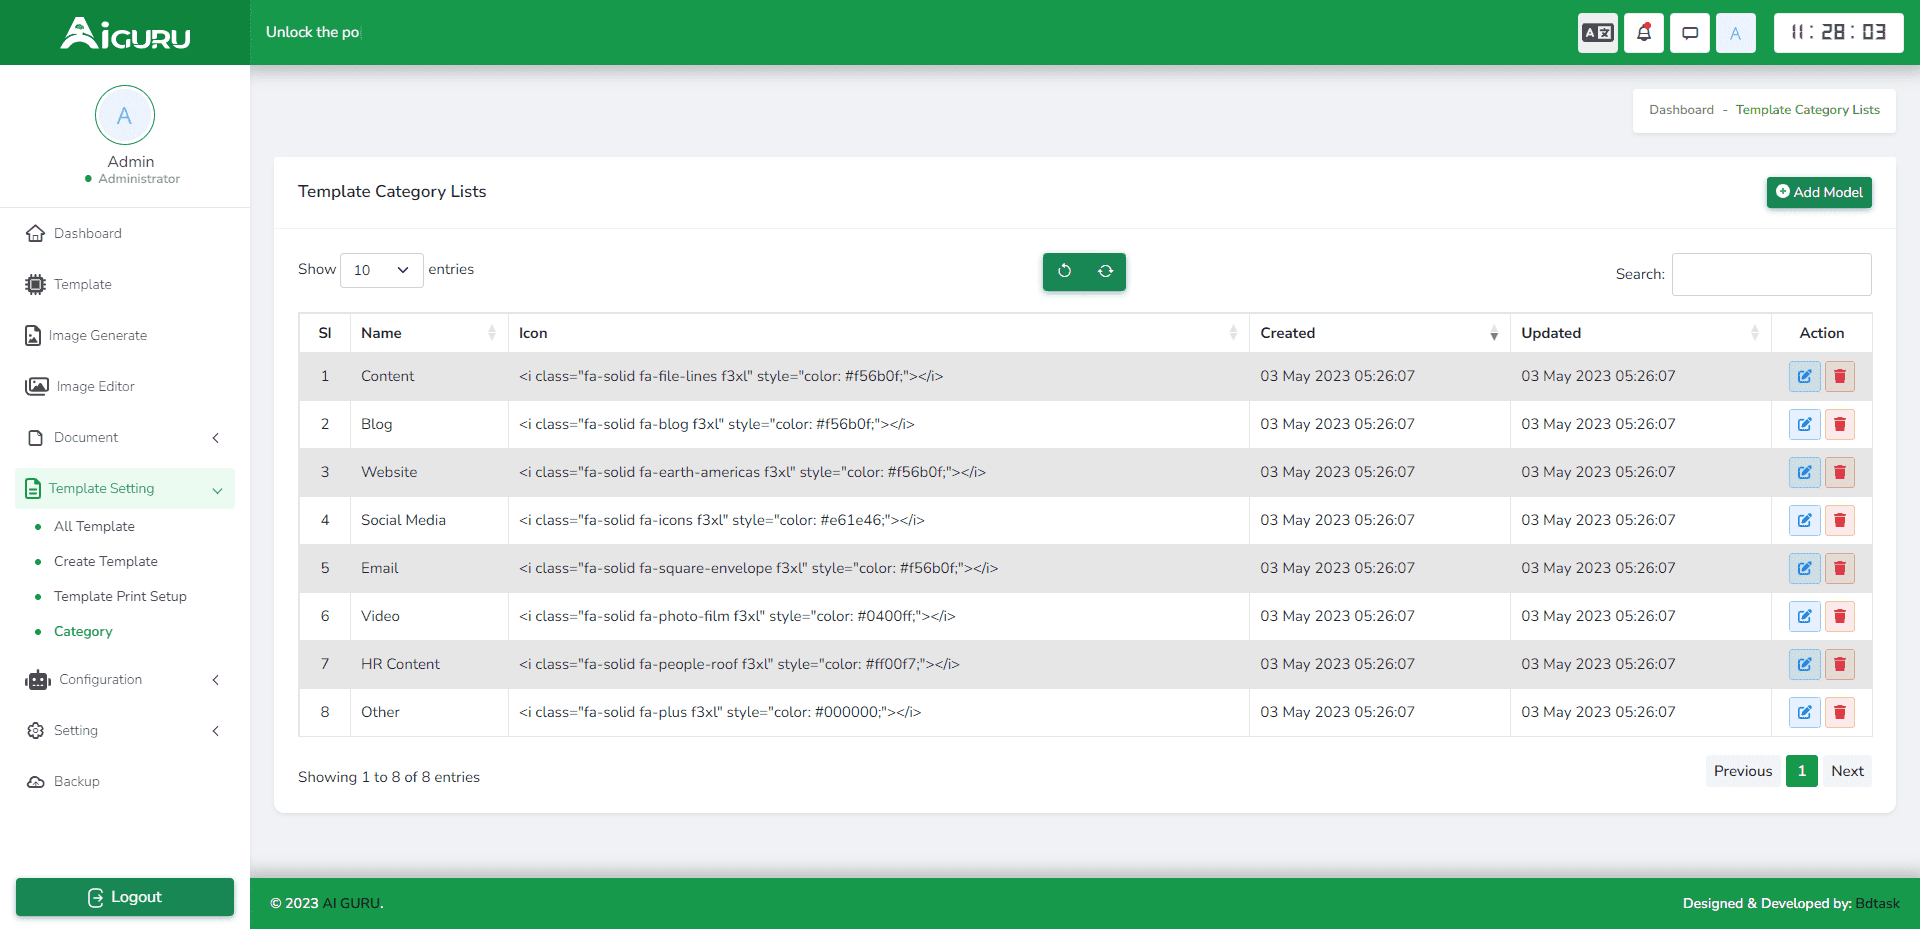 AIGURU
Unlock the po
A
11:28:03
A
Admin
Administrator
Dashboard
Template
Image Generate
Image Editor
Document
Template Setting
All Template
Create Template
Template Print Setup
Category
Configuration
Setting
Backup
Logout
Dashboard - Template Category Lists
Template Category Lists
Add Model
Show 10 entries
Search:
Sl Name Icon Created Updated Action
1 Content <i class="fa-solid fa-file-lines f3xl" style="color: #f56b0f;"></i> 03 May 2023 05:26:07 03 May 2023 05:26:07
2 Blog <i class="fa-solid fa-blog f3xl" style="color: #f56b0f;"></i> 03 May 2023 05:26:07 03 May 2023 05:26:07
3 Website <i class="fa-solid fa-earth-americas f3xl" style="color: #f56b0f;"></i> 03 May 2023 05:26:07 03 May 2023 05:26:07
4 Social Media <i class="fa-solid fa-icons f3xl" style="color: #e61e46;"></i> 03 May 2023 05:26:07 03 May 2023 05:26:07
5 Email <i class="fa-solid fa-square-envelope f3xl" style="color: #f56b0f;"></i> 03 May 2023 05:26:07 03 May 2023 05:26:07
6 Video <i class="fa-solid fa-photo-film f3xl" style="color: #0400ff;"></i> 03 May 2023 05:26:07 03 May 2023 05:26:07
7 HR Content <i class="fa-solid fa-people-roof f3xl" style="color: #ff00f7;"></i> 03 May 2023 05:26:07 03 May 2023 05:26:07
8 Other <i class="fa-solid fa-plus f3xl" style="color: #000000;"></i> 03 May 2023 05:26:07 03 May 2023 05:26:07
Showing 1 to 8 of 8 entries
Previous 1 Next
© 2023 AI GURU.
Designed & Developed by: Bdtask